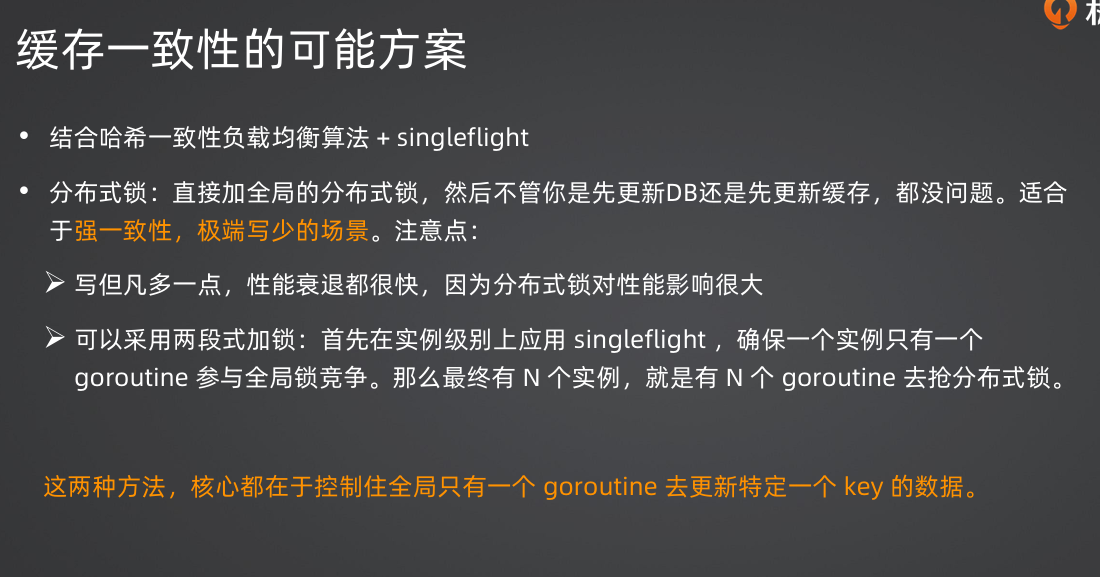 缓存一致性的可能方案
• 结合哈希一致性负载均衡算法 + singleflight
• 分布式锁：直接加全局的分布式锁，然后不管你是先更新DB还是先更新缓存，都没问题。适合
于强一致性，极端写少的场景。注意点：
➢ 写但凡多一点，性能衰退都很快，因为分布式锁对性能影响很大
➢ 可以采用两段式加锁：首先在实例级别上应用 singleflight ，确保一个实例只有一个
goroutine 参与全局锁竞争。那么最终有 N 个实例，就是有 N 个 goroutine 去抢分布式锁。
这两种方法，核心都在于控制住全局只有一个 goroutine 去更新特定一个 key 的数据。